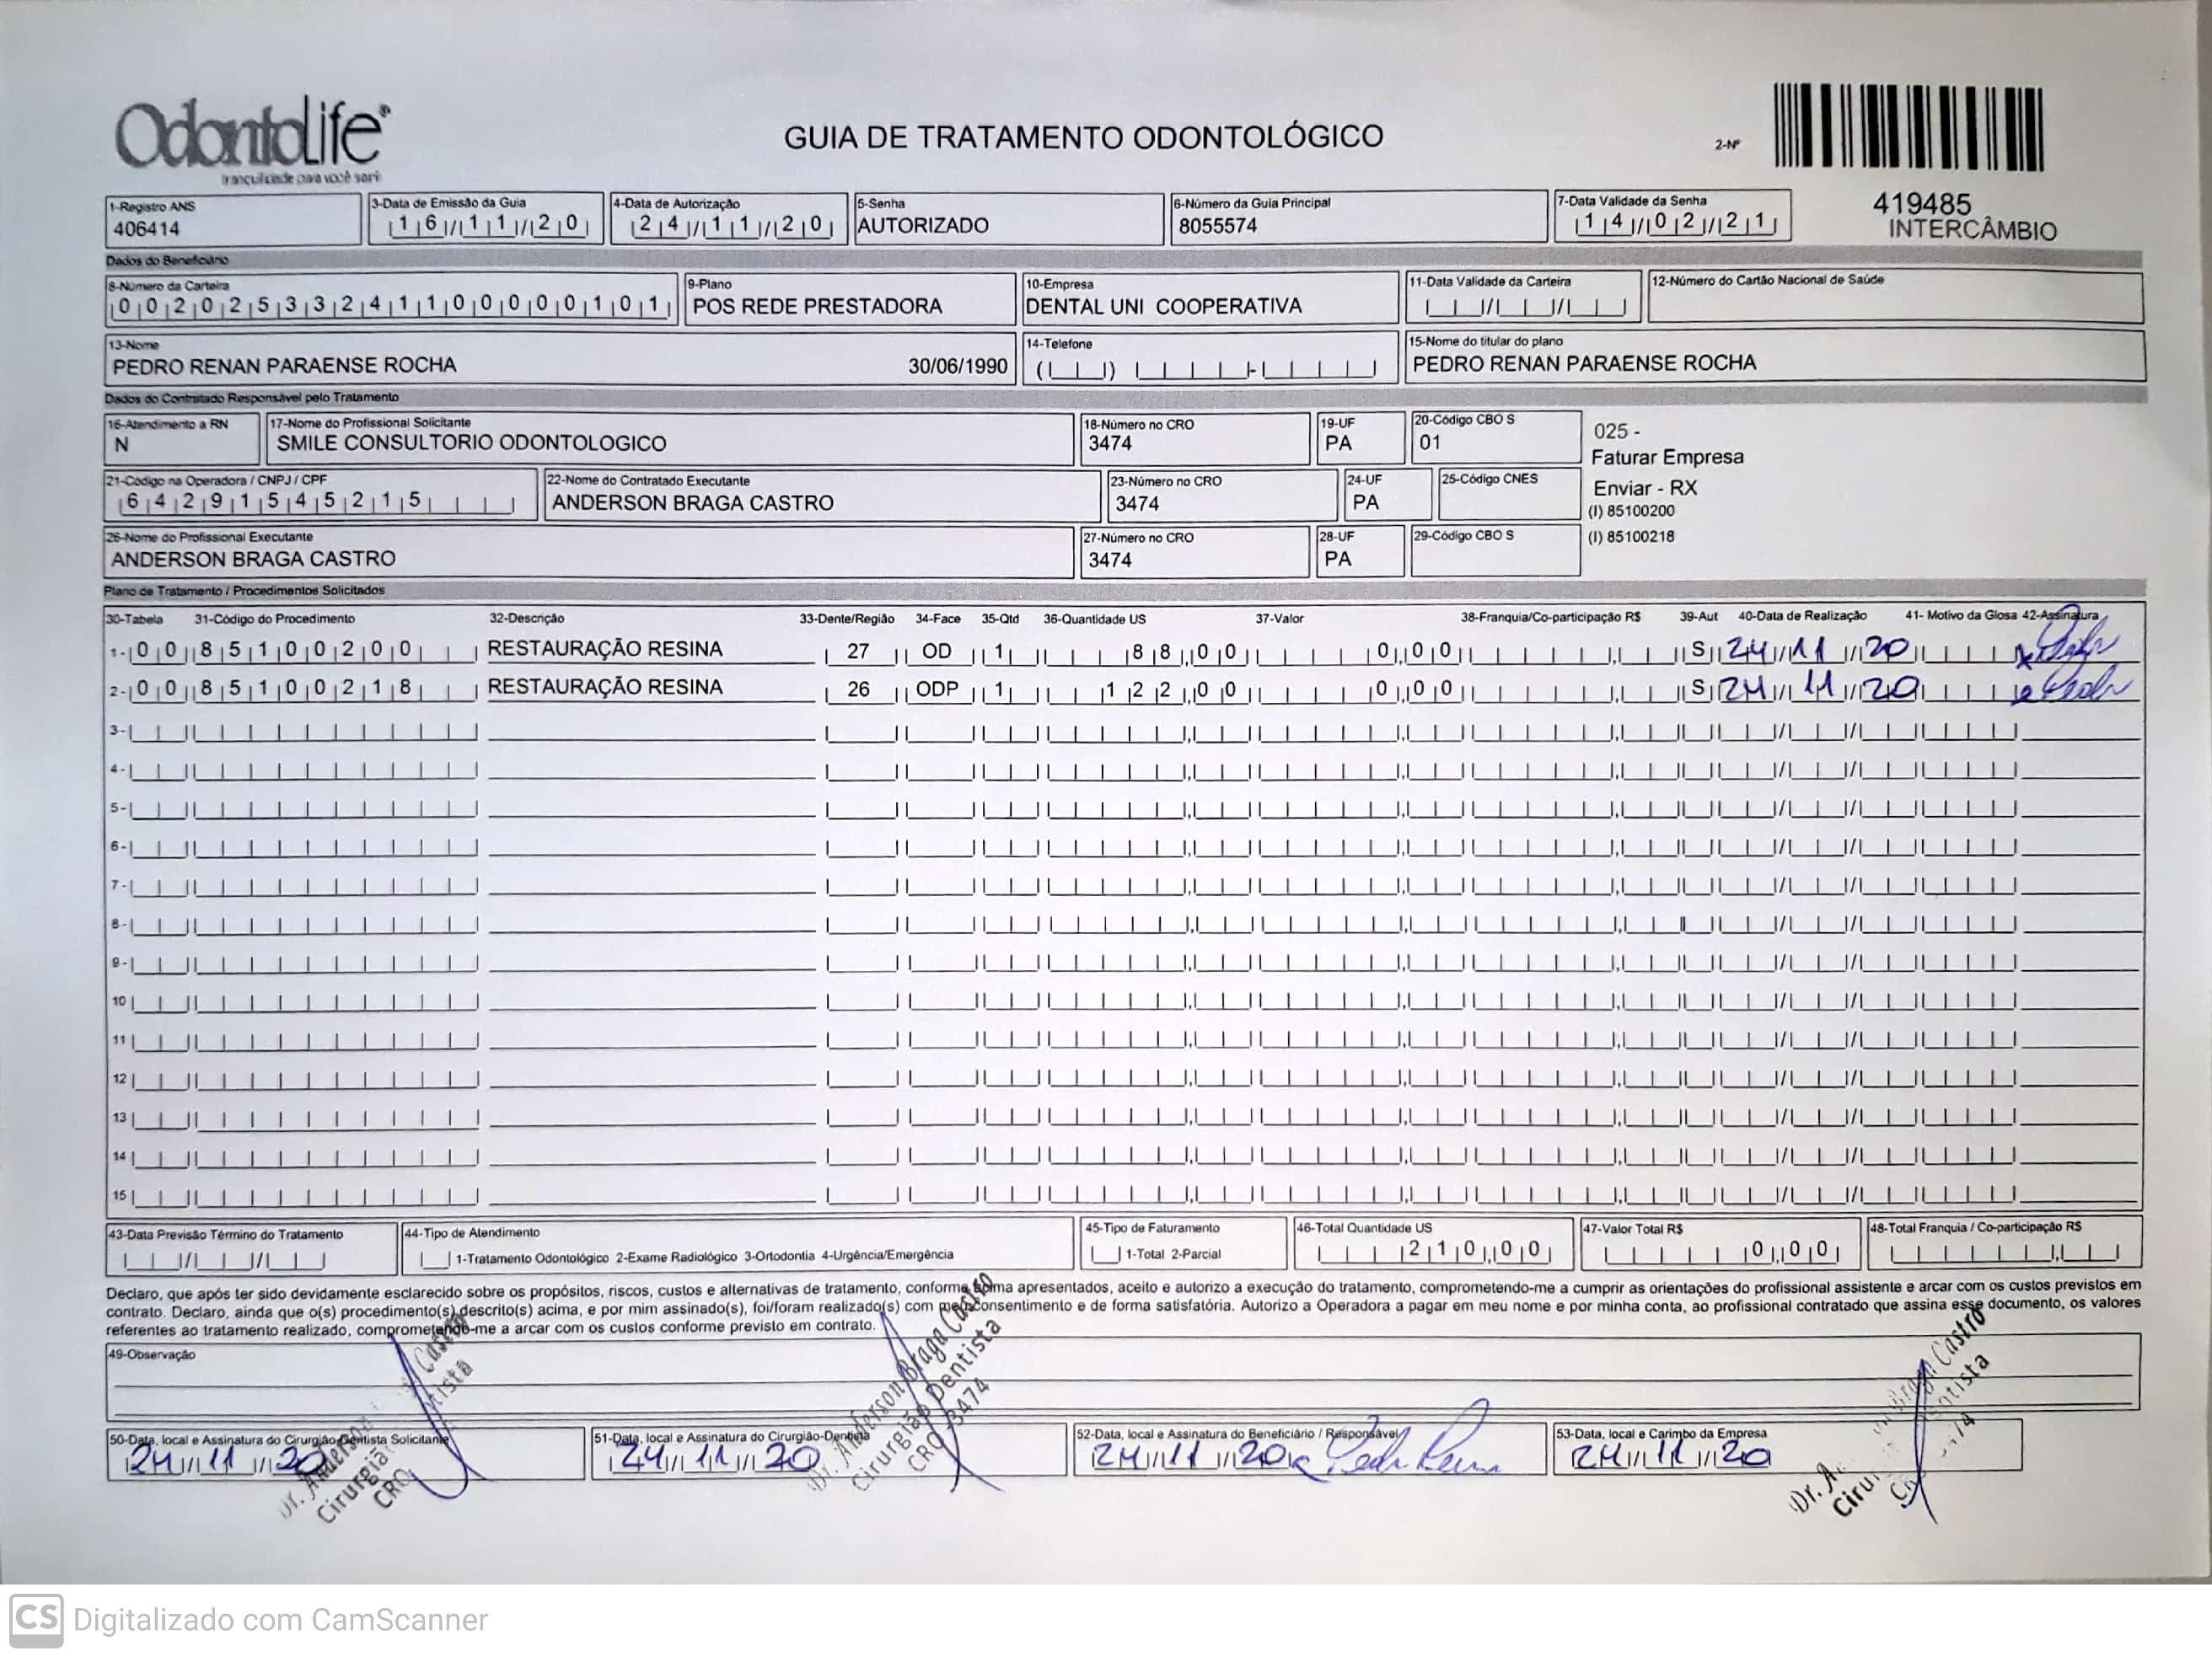 OdontoLife®
tranquilidade para você sorrir
GUIA DE TRATAMENTO ODONTOLÓGICO
2-Nº
419485
INTERCÂMBIO
1-Registro ANS
406414
3-Data de Emissão da Guia
16/11/20
4-Data de Autorização
24/11/20
5-Senha
AUTORIZADO
6-Número da Guia Principal
8055574
7-Data Validade da Senha
14/02/21
Dados do Beneficiário
8-Número da Carteira
00202533241100000101
9-Plano
POS REDE PRESTADORA
10-Empresa
DENTAL UNI COOPERATIVA
11-Data Validade da Carteira
12-Número do Cartão Nacional de Saúde
13-Nome
PEDRO RENAN PARAENSE ROCHA 30/06/1990
14-Telefone
15-Nome do titular do plano
PEDRO RENAN PARAENSE ROCHA
Dados do Contratado Responsável pelo Tratamento
16-Atendimento a RN
N
17-Nome do Profissional Solicitante
SMILE CONSULTORIO ODONTOLOGICO
18-Número no CRO
3474
19-UF
PA
20-Código CBO S
01
025 -
Faturar Empresa
Enviar - RX
(I) 85100200
(I) 85100218
21-Código na Operadora / CNPJ / CPF
64291545215
22-Nome do Contratado Executante
ANDERSON BRAGA CASTRO
23-Número no CRO
3474
24-UF
PA
25-Código CNES
26-Nome do Profissional Executante
ANDERSON BRAGA CASTRO
27-Número no CRO
3474
28-UF
PA
29-Código CBO S
Plano de Tratamento / Procedimentos Solicitados
30-Tabela 31-Código do Procedimento 32-Descrição 33-Dente/Região 34-Face 35-Qtd 36-Quantidade US 37-Valor 38-Franquia/Co-participação R$ 39-Aut 40-Data de Realização 41- Motivo da Glosa 42-Assinatura
1- 00 85100200 RESTAURAÇÃO RESINA 27 OD 1 88,00 0,00 S 24/11/20
2- 00 85100218 RESTAURAÇÃO RESINA 26 ODP 1 122,00 0,00 S 24/11/20
3-
4-
5-
6-
7-
8-
9-
10
11
12
13
14
15
43-Data Previsão Término do Tratamento
44-Tipo de Atendimento
1-Tratamento Odontológico 2-Exame Radiológico 3-Ortodontia 4-Urgência/Emergência
45-Tipo de Faturamento
1-Total 2-Parcial
46-Total Quantidade US
210,00
47-Valor Total R$
0,00
48-Total Franquia / Co-participação R$
Declaro, que após ter sido devidamente esclarecido sobre os propósitos, riscos, custos e alternativas de tratamento, conforme acima apresentados, aceito e autorizo a execução do tratamento, comprometendo-me a cumprir as orientações do profissional assistente e arcar com os custos previstos em
contrato. Declaro, ainda que o(s) procedimento(s) descrito(s) acima, e por mim assinado(s), foi/foram realizado(s) com meu consentimento e de forma satisfatória. Autorizo a Operadora a pagar em meu nome e por minha conta, ao profissional contratado que assina esse documento, os valores
referentes ao tratamento realizado, comprometendo-me a arcar com os custos conforme previsto em contrato.
49-Observação
50-Data, local e Assinatura do Cirurgião-Dentista Solicitante
24/11/20
51-Data, local e Assinatura do Cirurgião-Dentista
24/11/20
Dr. Anderson Braga Castro
Cirurgião Dentista
CRO 3474
52-Data, local e Assinatura do Beneficiário / Responsável
24/11/20
53-Data, local e Carimbo da Empresa
24/11/20
CS Digitalizado com CamScanner